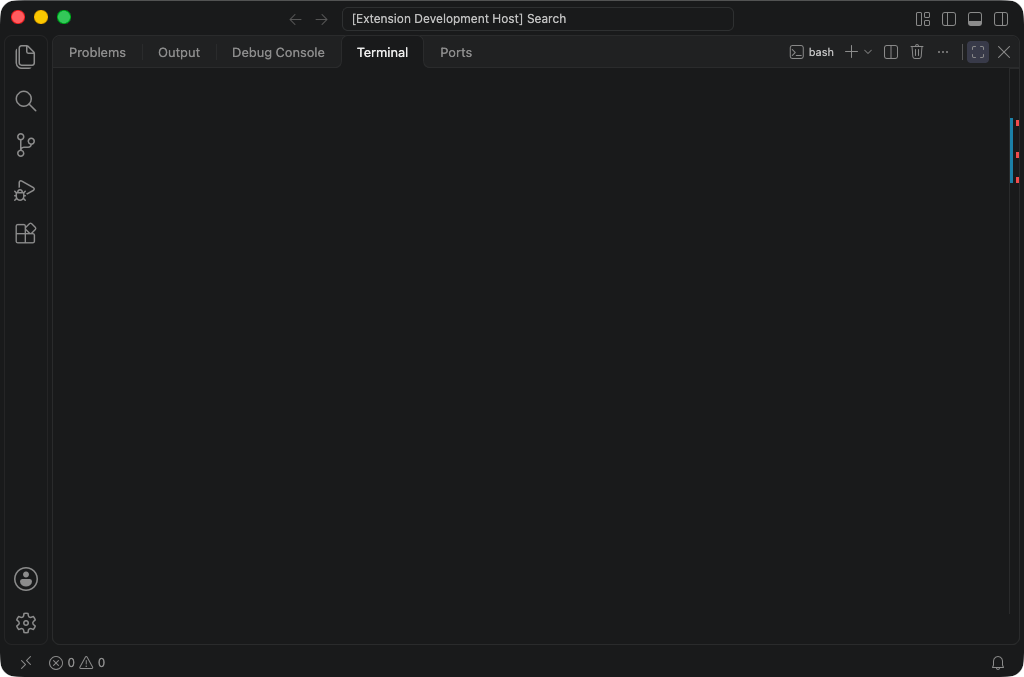 [Extension Development Host] Search
Problems Output Debug Console Terminal Ports bash
0 0